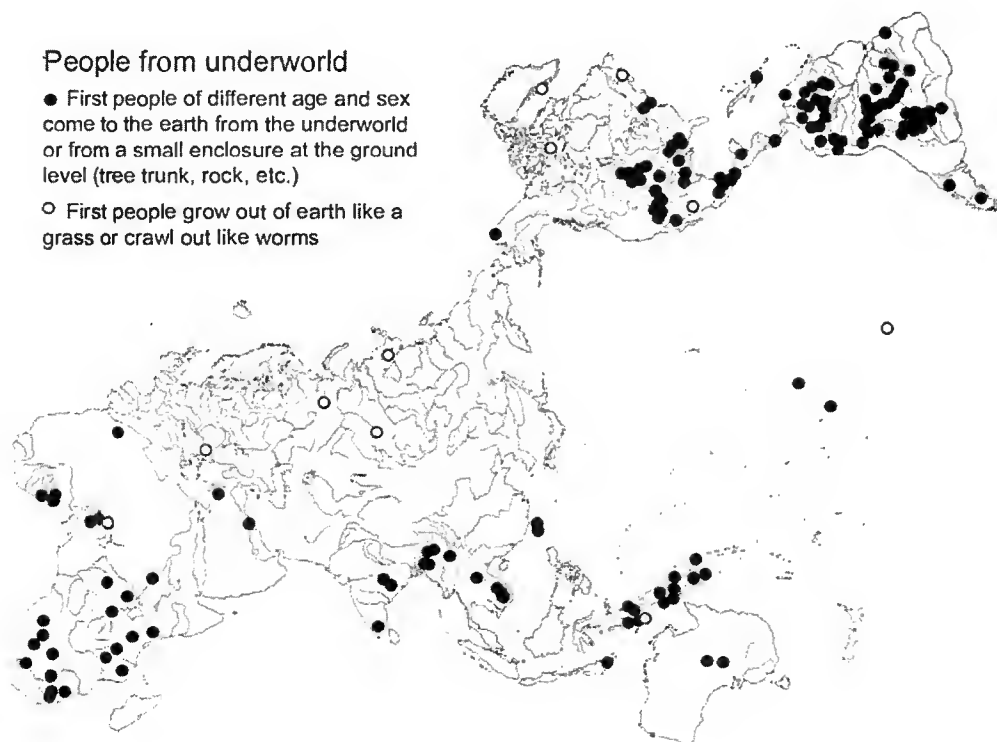 People from underworld
● First people of different age and sex
come to the earth from the underworld
or from a small enclosure at the ground
level (tree trunk, rock, etc.)
○ First people grow out of earth like a
grass or crawl out like worms